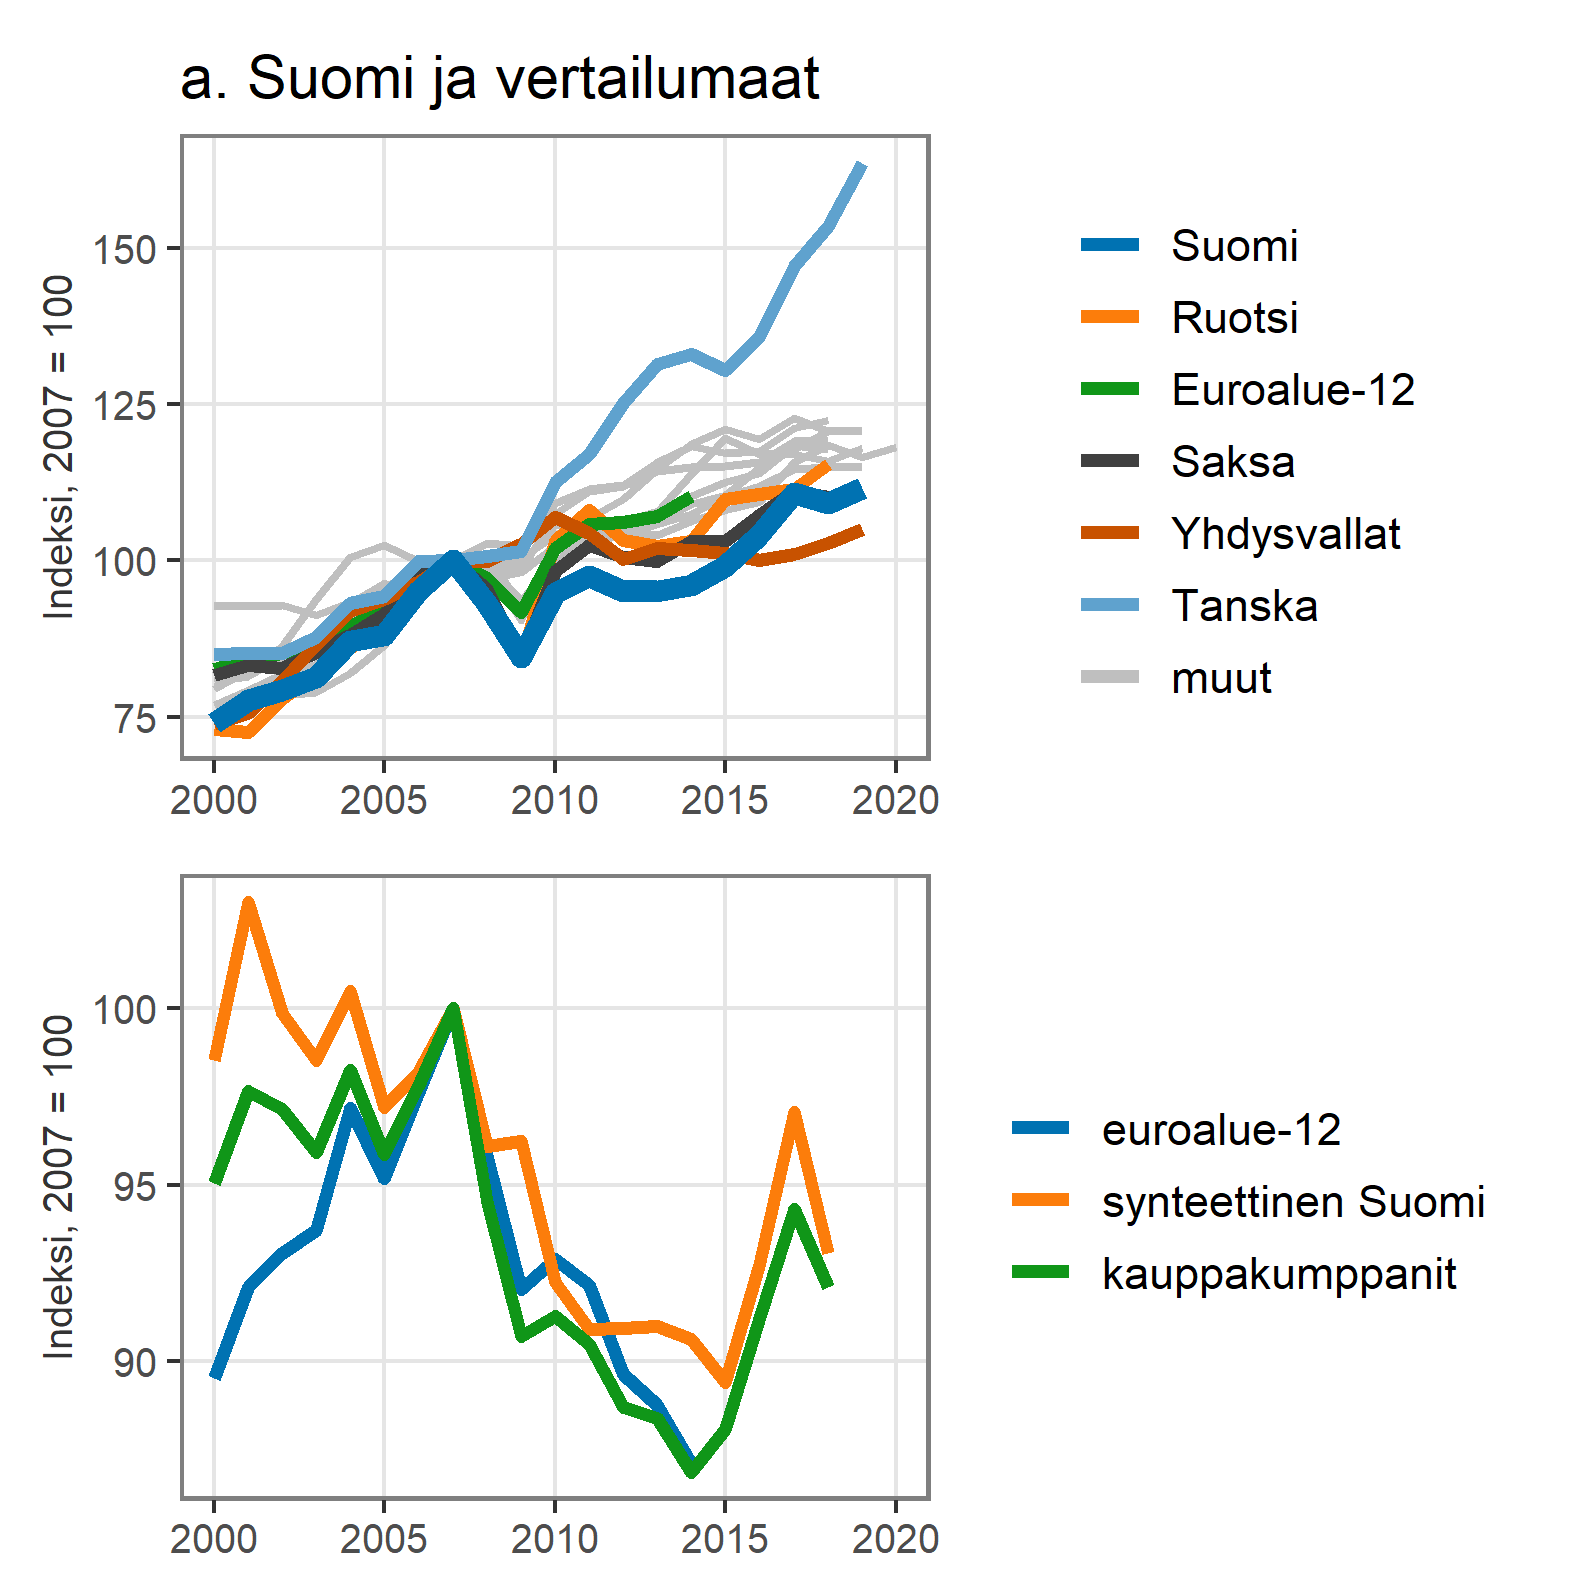 a. Suomi ja vertailumaat
Indeksi, 2007 = 100
150
125
100
75
2000 2005 2010 2015 2020
Suomi
Ruotsi
Euroalue-12
Saksa
Yhdysvallat
Tanska
muut
Indeksi, 2007 = 100
100
95
90
2000 2005 2010 2015 2020
euroalue-12
synteettinen Suomi
kauppakumppanit